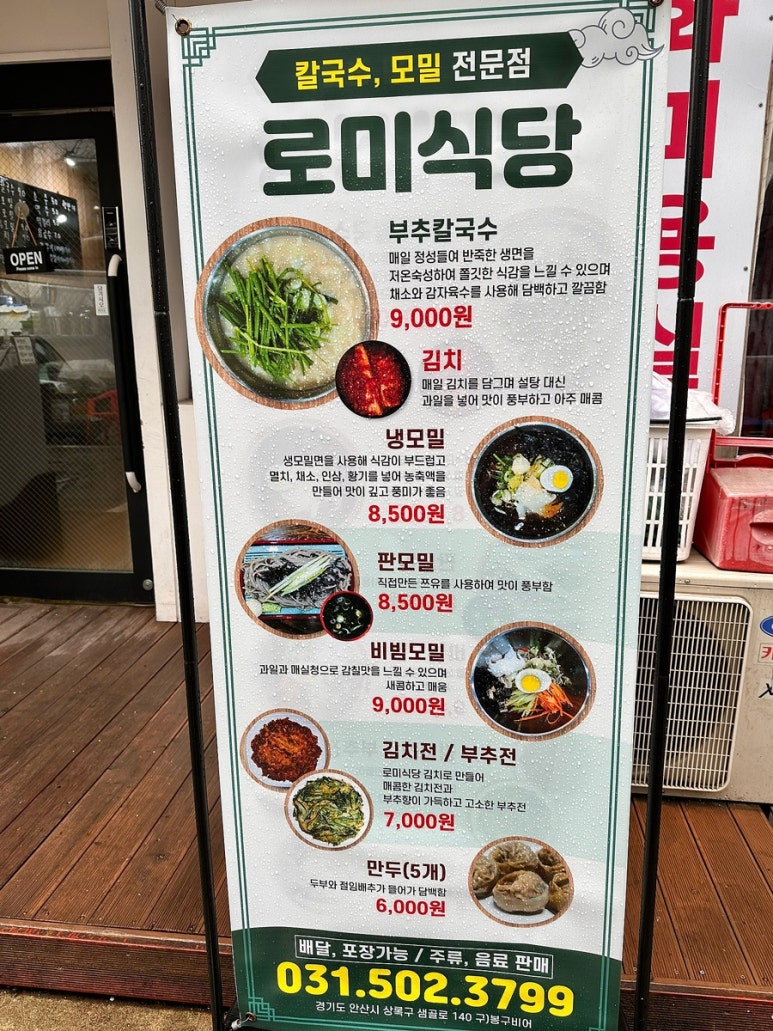 칼국수, 모밀 전문점
로미식당
부추칼국수
매일 정성들여 반죽한 생면을
저온숙성하여 쫄깃한 식감을 느낄 수 있으며
채소와 감자육수를 사용해 담백하고 깔끔함
9,000원
김치
매일 김치를 담그며 설탕 대신
과일을 넣어 맛이 풍부하고 아주 매콤
냉모밀
생모밀면을 사용해 식감이 부드럽고
멸치, 채소, 인삼, 황기를 넣어 농축액을
만들어 맛이 깊고 풍미가 좋음
8,500원
판모밀
직접만든 쯔유를 사용하여 맛이 풍부함
8,500원
비빔모밀
과일과 매실청으로 감칠맛을 느낄 수 있으며
새콤하고 매움
9,000원
김치전 / 부추전
로미식당 김치로 만들어
매콤한 김치전과
부추향이 가득하고 고소한 부추전
7,000원
만두(5개)
두부와 절임배추가 들어가 담백함
6,000원
배달, 포장가능 / 주류, 음료 판매
031.502.3799
경기도 안산시 상록구 샘골로 140 구)봉구비어
OPEN
Please come in